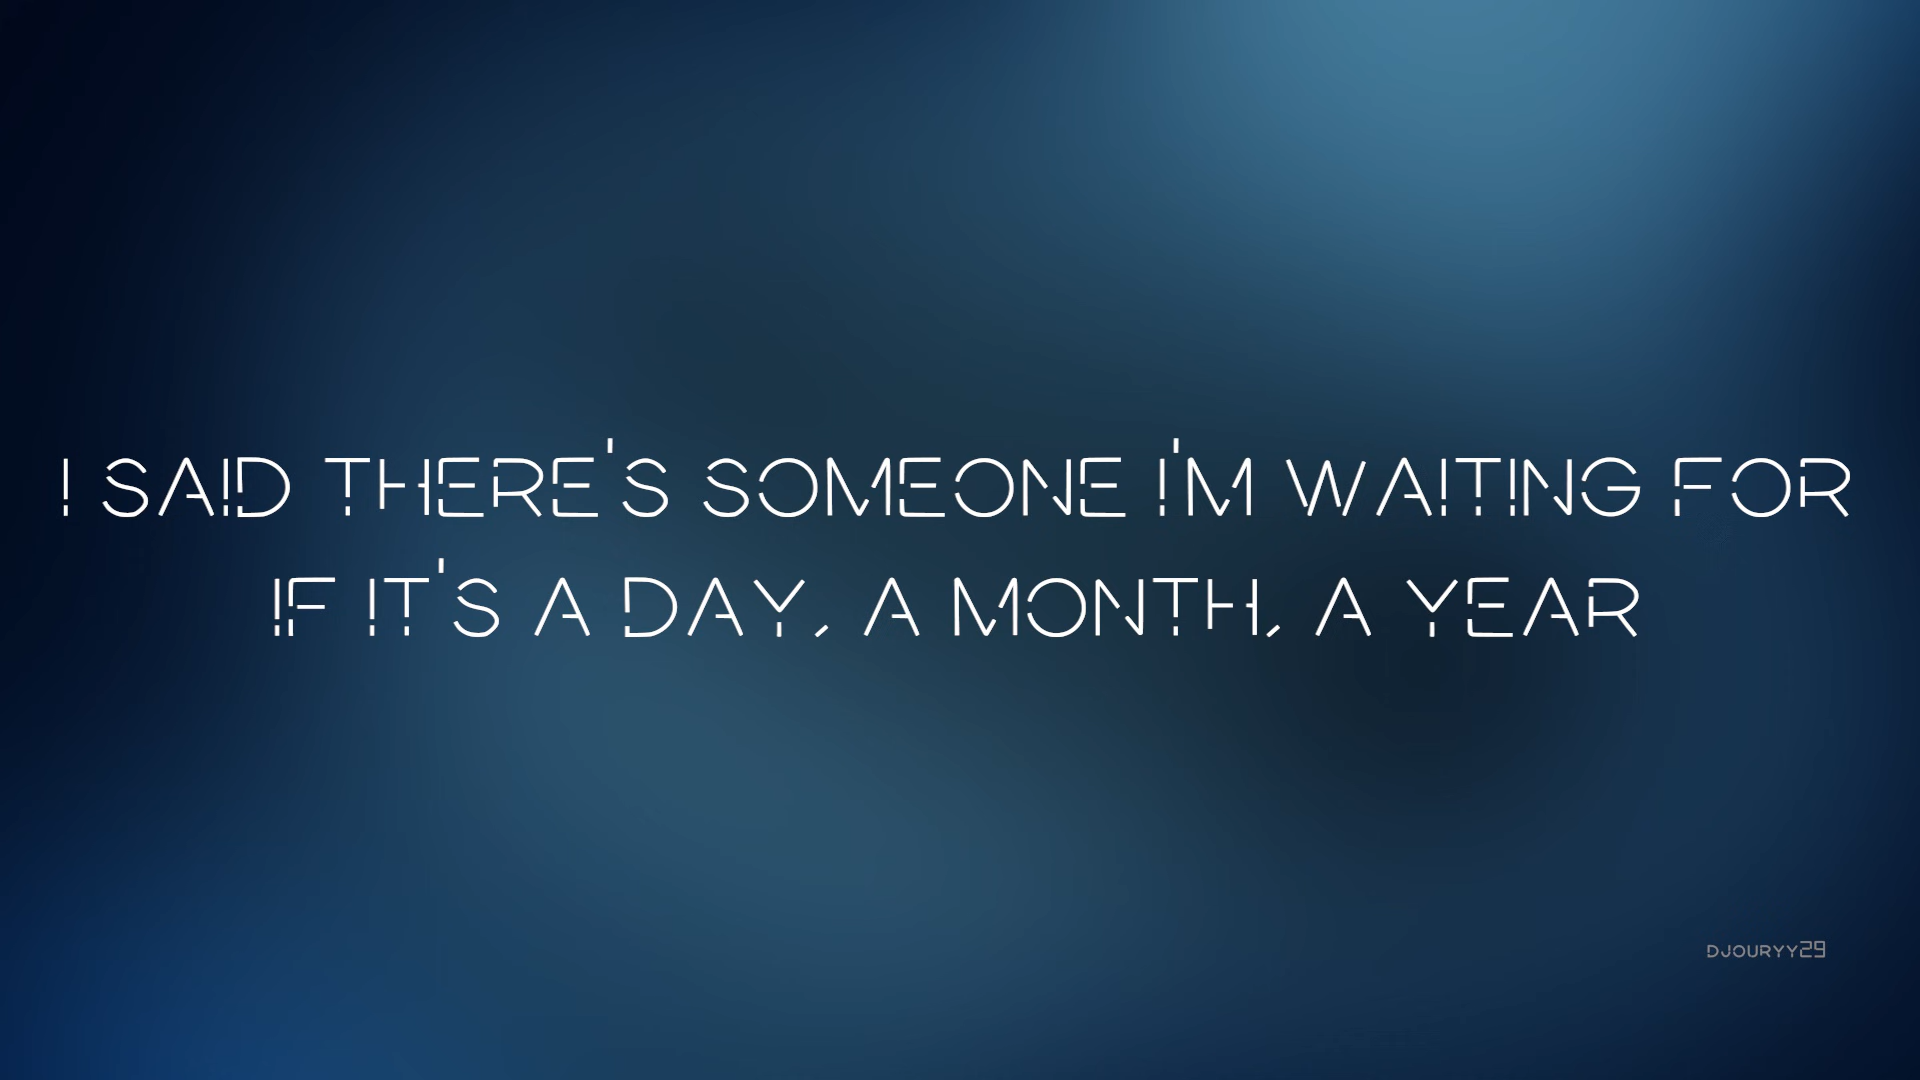 I SAID THERE'S SOMEONE I'M WAITING FOR
IF IT'S A DAY, A MONTH, A YEAR
DJOURYY29